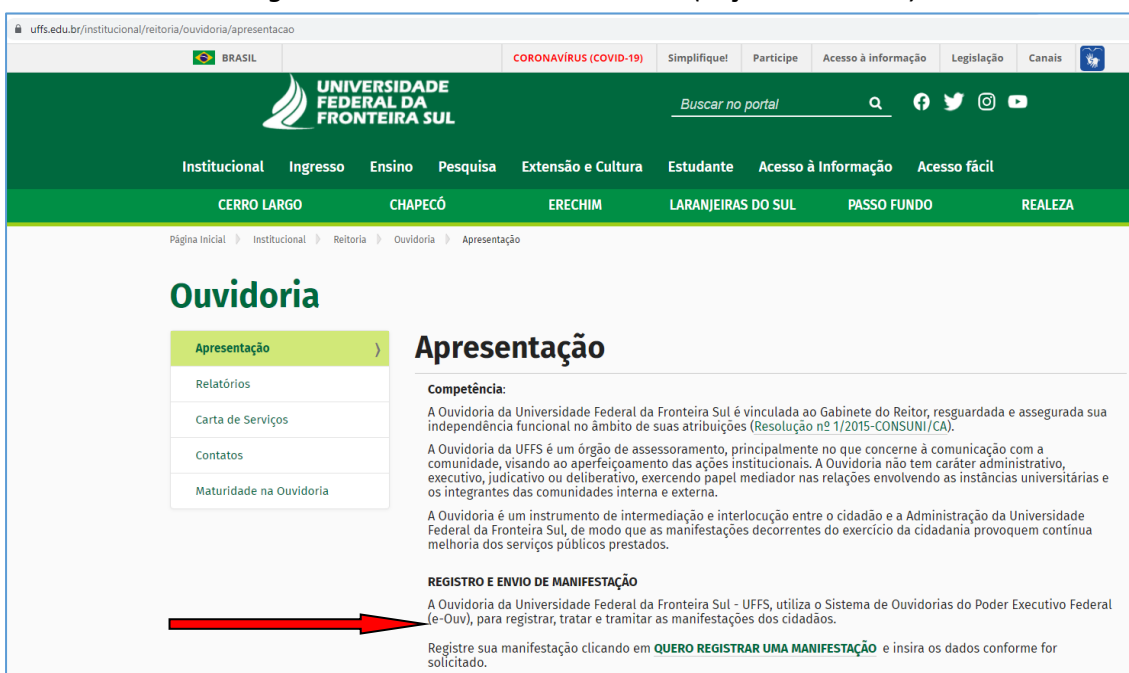 uffs.edu.br/institucional/reitoria/ouvidoria/apresentacao
BRASIL
CORONAVÍRUS (COVID-19) Simplifique! Participe Acesso à informação Legislação Canais
UNIVERSIDADE
FEDERAL DA
FRONTEIRA SUL
Buscar no portal
Institucional Ingresso Ensino Pesquisa Extensão e Cultura Estudante Acesso à Informação Acesso fácil
CERRO LARGO CHAPECÓ ERECHIM LARANJEIRAS DO SUL PASSO FUNDO REALEZA
Página Inicial Institucional Reitoria Ouvidoria Apresentação
Ouvidoria
Apresentação
Relatórios
Carta de Serviços
Contatos
Maturidade na Ouvidoria
Apresentação
Competência:
A Ouvidoria da Universidade Federal da Fronteira Sul é vinculada ao Gabinete do Reitor, resguardada e assegurada sua
independência funcional no âmbito de suas atribuições (Resolução nº 1/2015-CONSUNI/CA).
A Ouvidoria da UFFS é um órgão de assessoramento, principalmente no que concerne à comunicação com a
comunidade, visando ao aperfeiçoamento das ações institucionais. A Ouvidoria não tem caráter administrativo,
executivo, judicativo ou deliberativo, exercendo papel mediador nas relações envolvendo as instâncias universitárias e
os integrantes das comunidades interna e externa.
A Ouvidoria é um instrumento de intermediação e interlocução entre o cidadão e a Administração da Universidade
Federal da Fronteira Sul, de modo que as manifestações decorrentes do exercício da cidadania provoquem contínua
melhoria dos serviços públicos prestados.
REGISTRO E ENVIO DE MANIFESTAÇÃO
A Ouvidoria da Universidade Federal da Fronteira Sul - UFFS, utiliza o Sistema de Ouvidorias do Poder Executivo Federal
(e-Ouv), para registrar, tratar e tramitar as manifestações dos cidadãos.
Registre sua manifestação clicando em QUERO REGISTRAR UMA MANIFESTAÇÃO e insira os dados conforme for
solicitado.